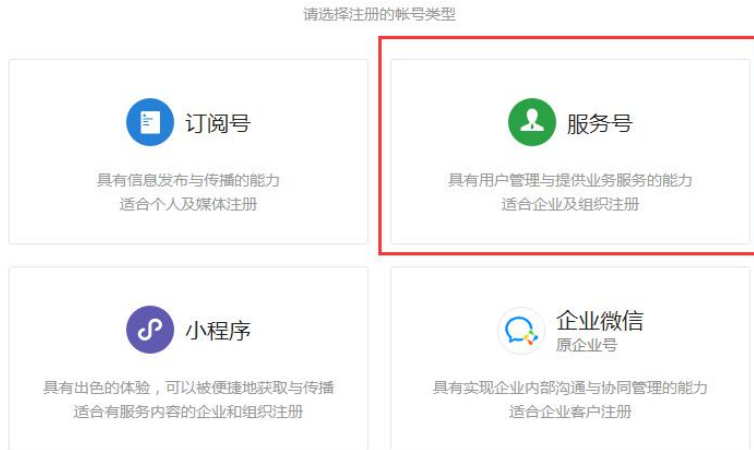 请选择注册的帐号类型
订阅号
具有信息发布与传播的能力
适合个人及媒体注册
服务号
具有用户管理与提供业务服务的能力
适合企业及组织注册
小程序
具有出色的体验，可以被便捷地获取与传播
适合有服务内容的企业和组织注册
企业微信
原企业号
具有实现企业内部沟通与协同管理的能力
适合企业客户注册